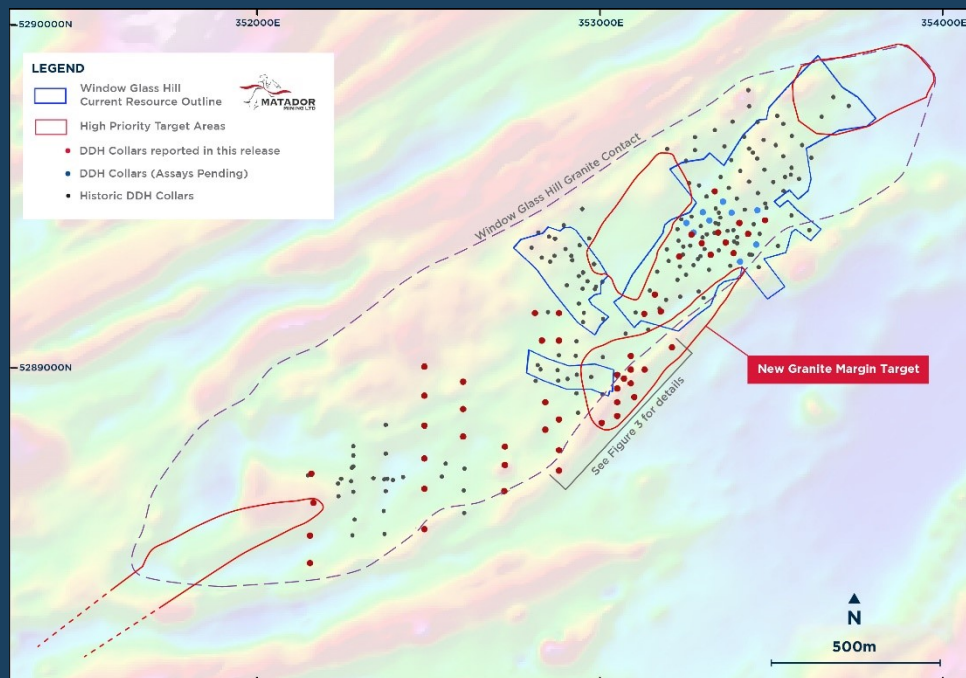 352000E
353000E
354000E
5290000N
LEGEND
Window Glass Hill
Current Resource Outline
MATADOR
MINING LTD
High Priority Target Areas
DDH Collars reported in this release
DDH Collars (Assays Pending)
Historic DDH Collars
Window Glass Hill Granite Contact
5289000N
New Granite Margin Target
See Figure 3 for details
N
500m